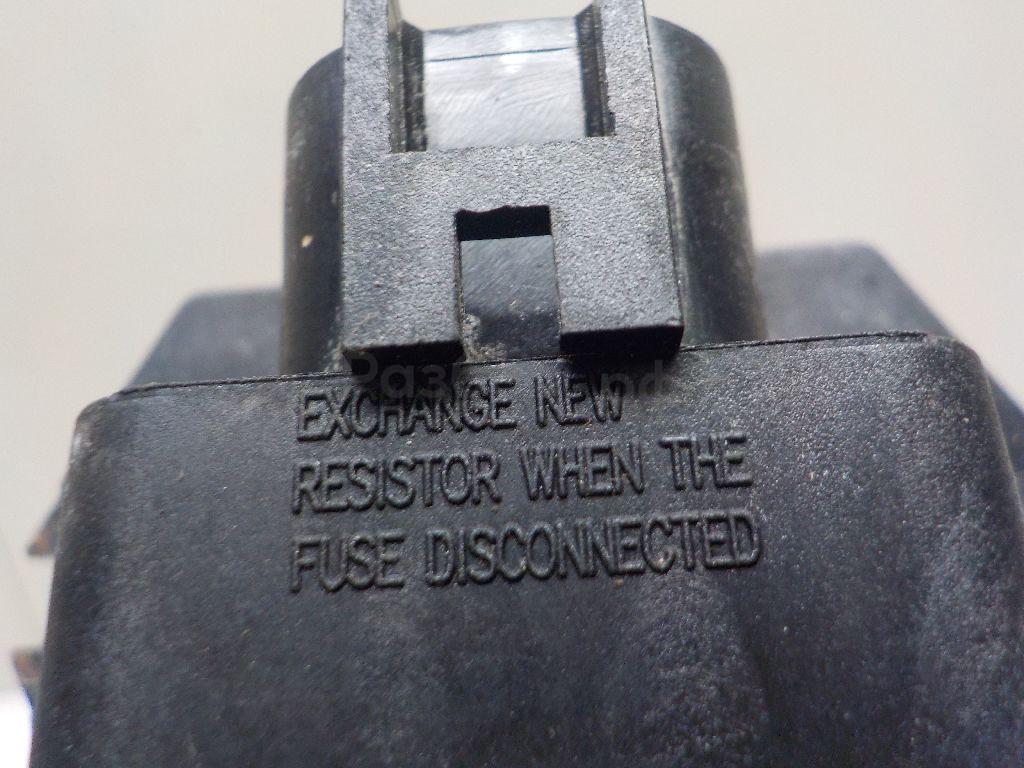 EXCHANGE NEW
RESISTOR WHEN THE
FUSE DISCONNECTED